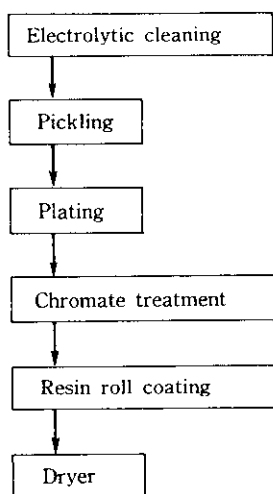 Electrolytic cleaning
Pickling
Plating
Chromate treatment
Resin roll coating
Dryer